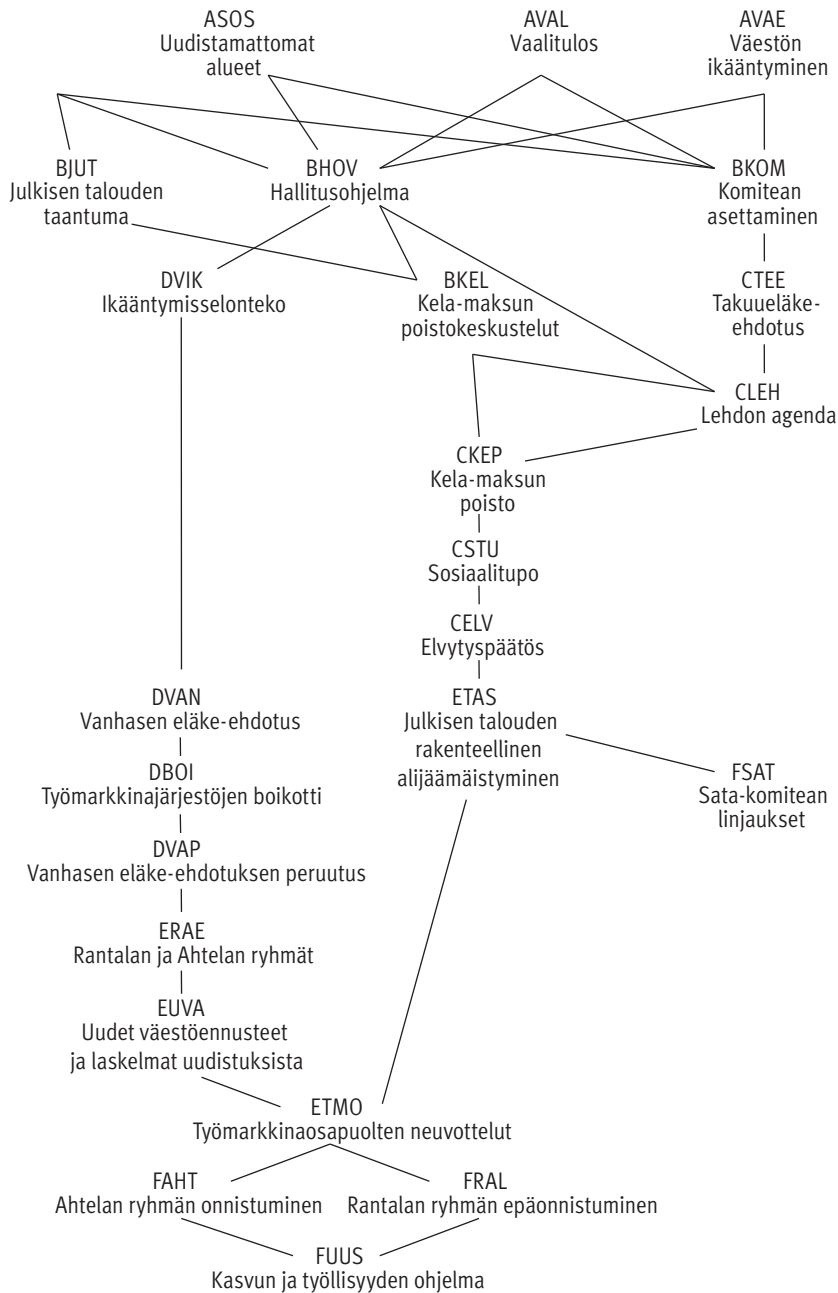 ASOS
Uudistamattomat
alueet
AVAL
Vaalitulos
AVAE
Väestön
ikääntyminen
BJUT
Julkisen talouden
taantuma
BHOV
Hallitusohjelma
BKOM
Komitean
asettaminen
DVIK
Ikääntymisselonteko
BKEL
Kela-maksun
poistokeskustelut
CTEE
Takuueläke-
ehdotus
CLEH
Lehdon agenda
CKEP
Kela-maksun
poisto
CSTU
Sosiaalitupo
CELV
Elvytyspäätös
DVAN
Vanhasen eläke-ehdotus
ETAS
Julkisen talouden
rakenteellinen
alijäämäistyminen
DBOI
Työmarkkinajärjestöjen boikotti
FSAT
Sata-komitean
linjaukset
DVAP
Vanhasen eläke-ehdotuksen peruutus
ERAE
Rantalan ja Ahtelan ryhmät
EUVA
Uudet väestöennusteet
ja laskelmat uudistuksista
ETMO
Työmarkkinaosapuolten neuvottelut
FAHT
Ahtelan ryhmän onnistuminen
FRAL
Rantalan ryhmän epäonnistuminen
FUUS
Kasvun ja työllisyyden ohjelma